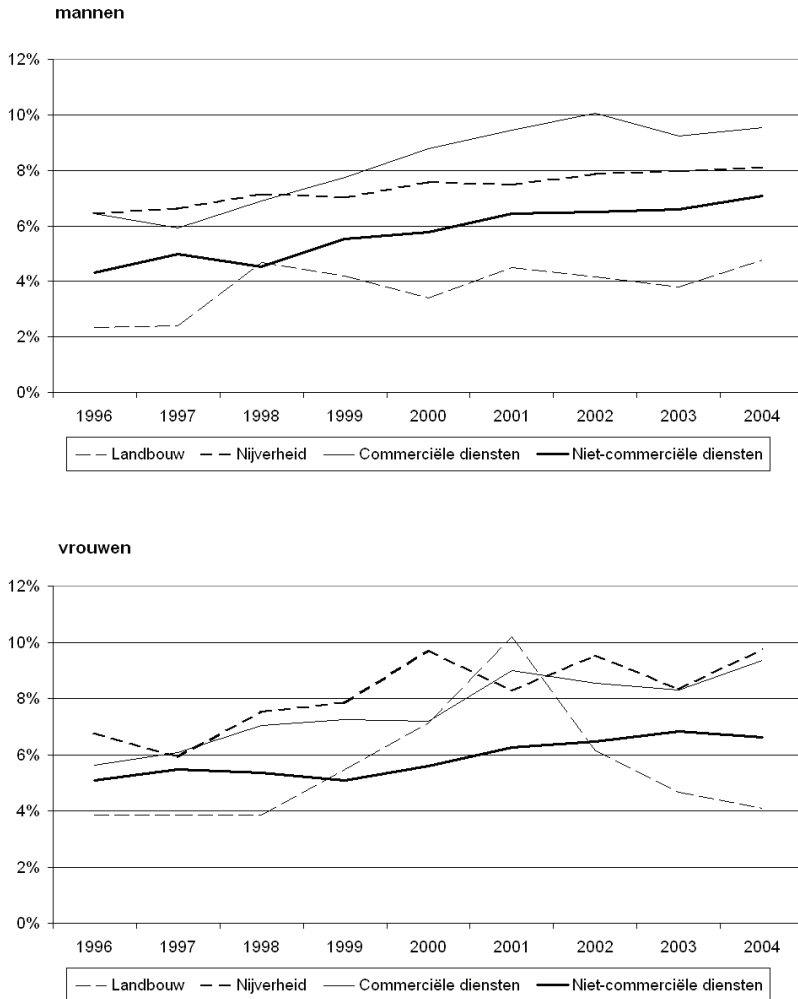 mannen
12%
10%
8%
6%
4%
2%
0%
1996 1997 1998 1999 2000 2001 2002 2003 2004
Landbouw Nijverheid Commerciële diensten Niet-commerciële diensten
vrouwen
12%
10%
8%
6%
4%
2%
0%
1996 1997 1998 1999 2000 2001 2002 2003 2004
Landbouw Nijverheid Commerciële diensten Niet-commerciële diensten